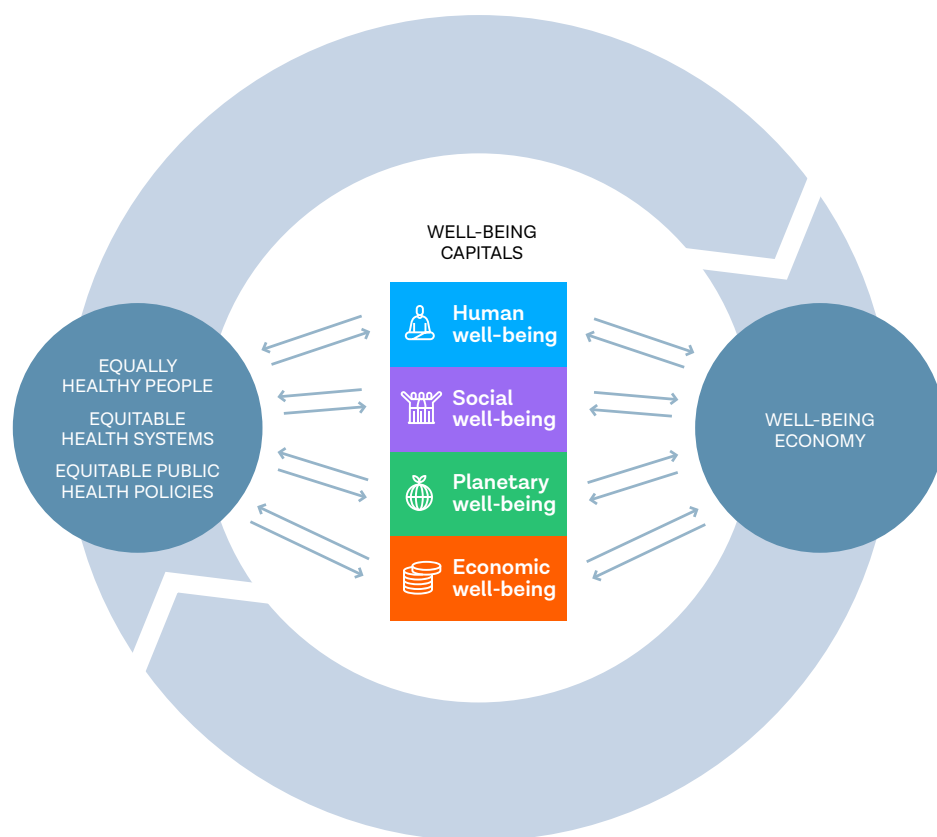 WELL-BEING
CAPITALS
Human
well-being
Social
well-being
Planetary
well-being
Economic
well-being
EQUALLY
HEALTHY PEOPLE
EQUITABLE
HEALTH SYSTEMS
EQUITABLE PUBLIC
HEALTH POLICIES
WELL-BEING
ECONOMY